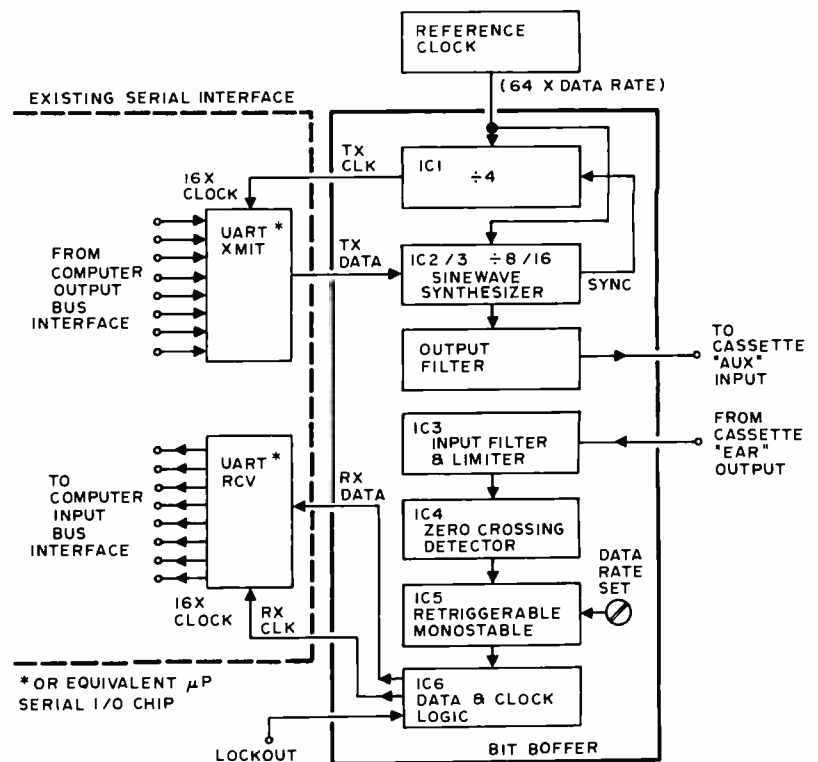 REFERENCE
CLOCK
(64 X DATA RATE)
EXISTING SERIAL INTERFACE
TX
CLK
IC1 ÷4
16X
CLOCK
UART *
XMIT
FROM
COMPUTER
OUTPUT
BUS
INTERFACE
TX
DATA
IC2 / 3 ÷8 / 16
SINEWAVE
SYNTHESIZER
SYNC
OUTPUT
FILTER
TO
CASSETTE
"AUX"
INPUT
IC3
INPUT FILTER
& LIMITER
FROM
CASSETTE
"EAR"
OUTPUT
UART *
RCV
RX
DATA
TO
COMPUTER
INPUT
BUS
INTERFACE
IC4
ZERO CROSSING
DETECTOR
DATA
RATE
SET
16X
CLOCK
RX
CLK
IC5
RETRIGGERABLE
MONOSTABLE
IC6
DATA & CLOCK
LOGIC
* OR EQUIVALENT µP
SERIAL I/O CHIP
LOCKOUT
BIT BOFFER